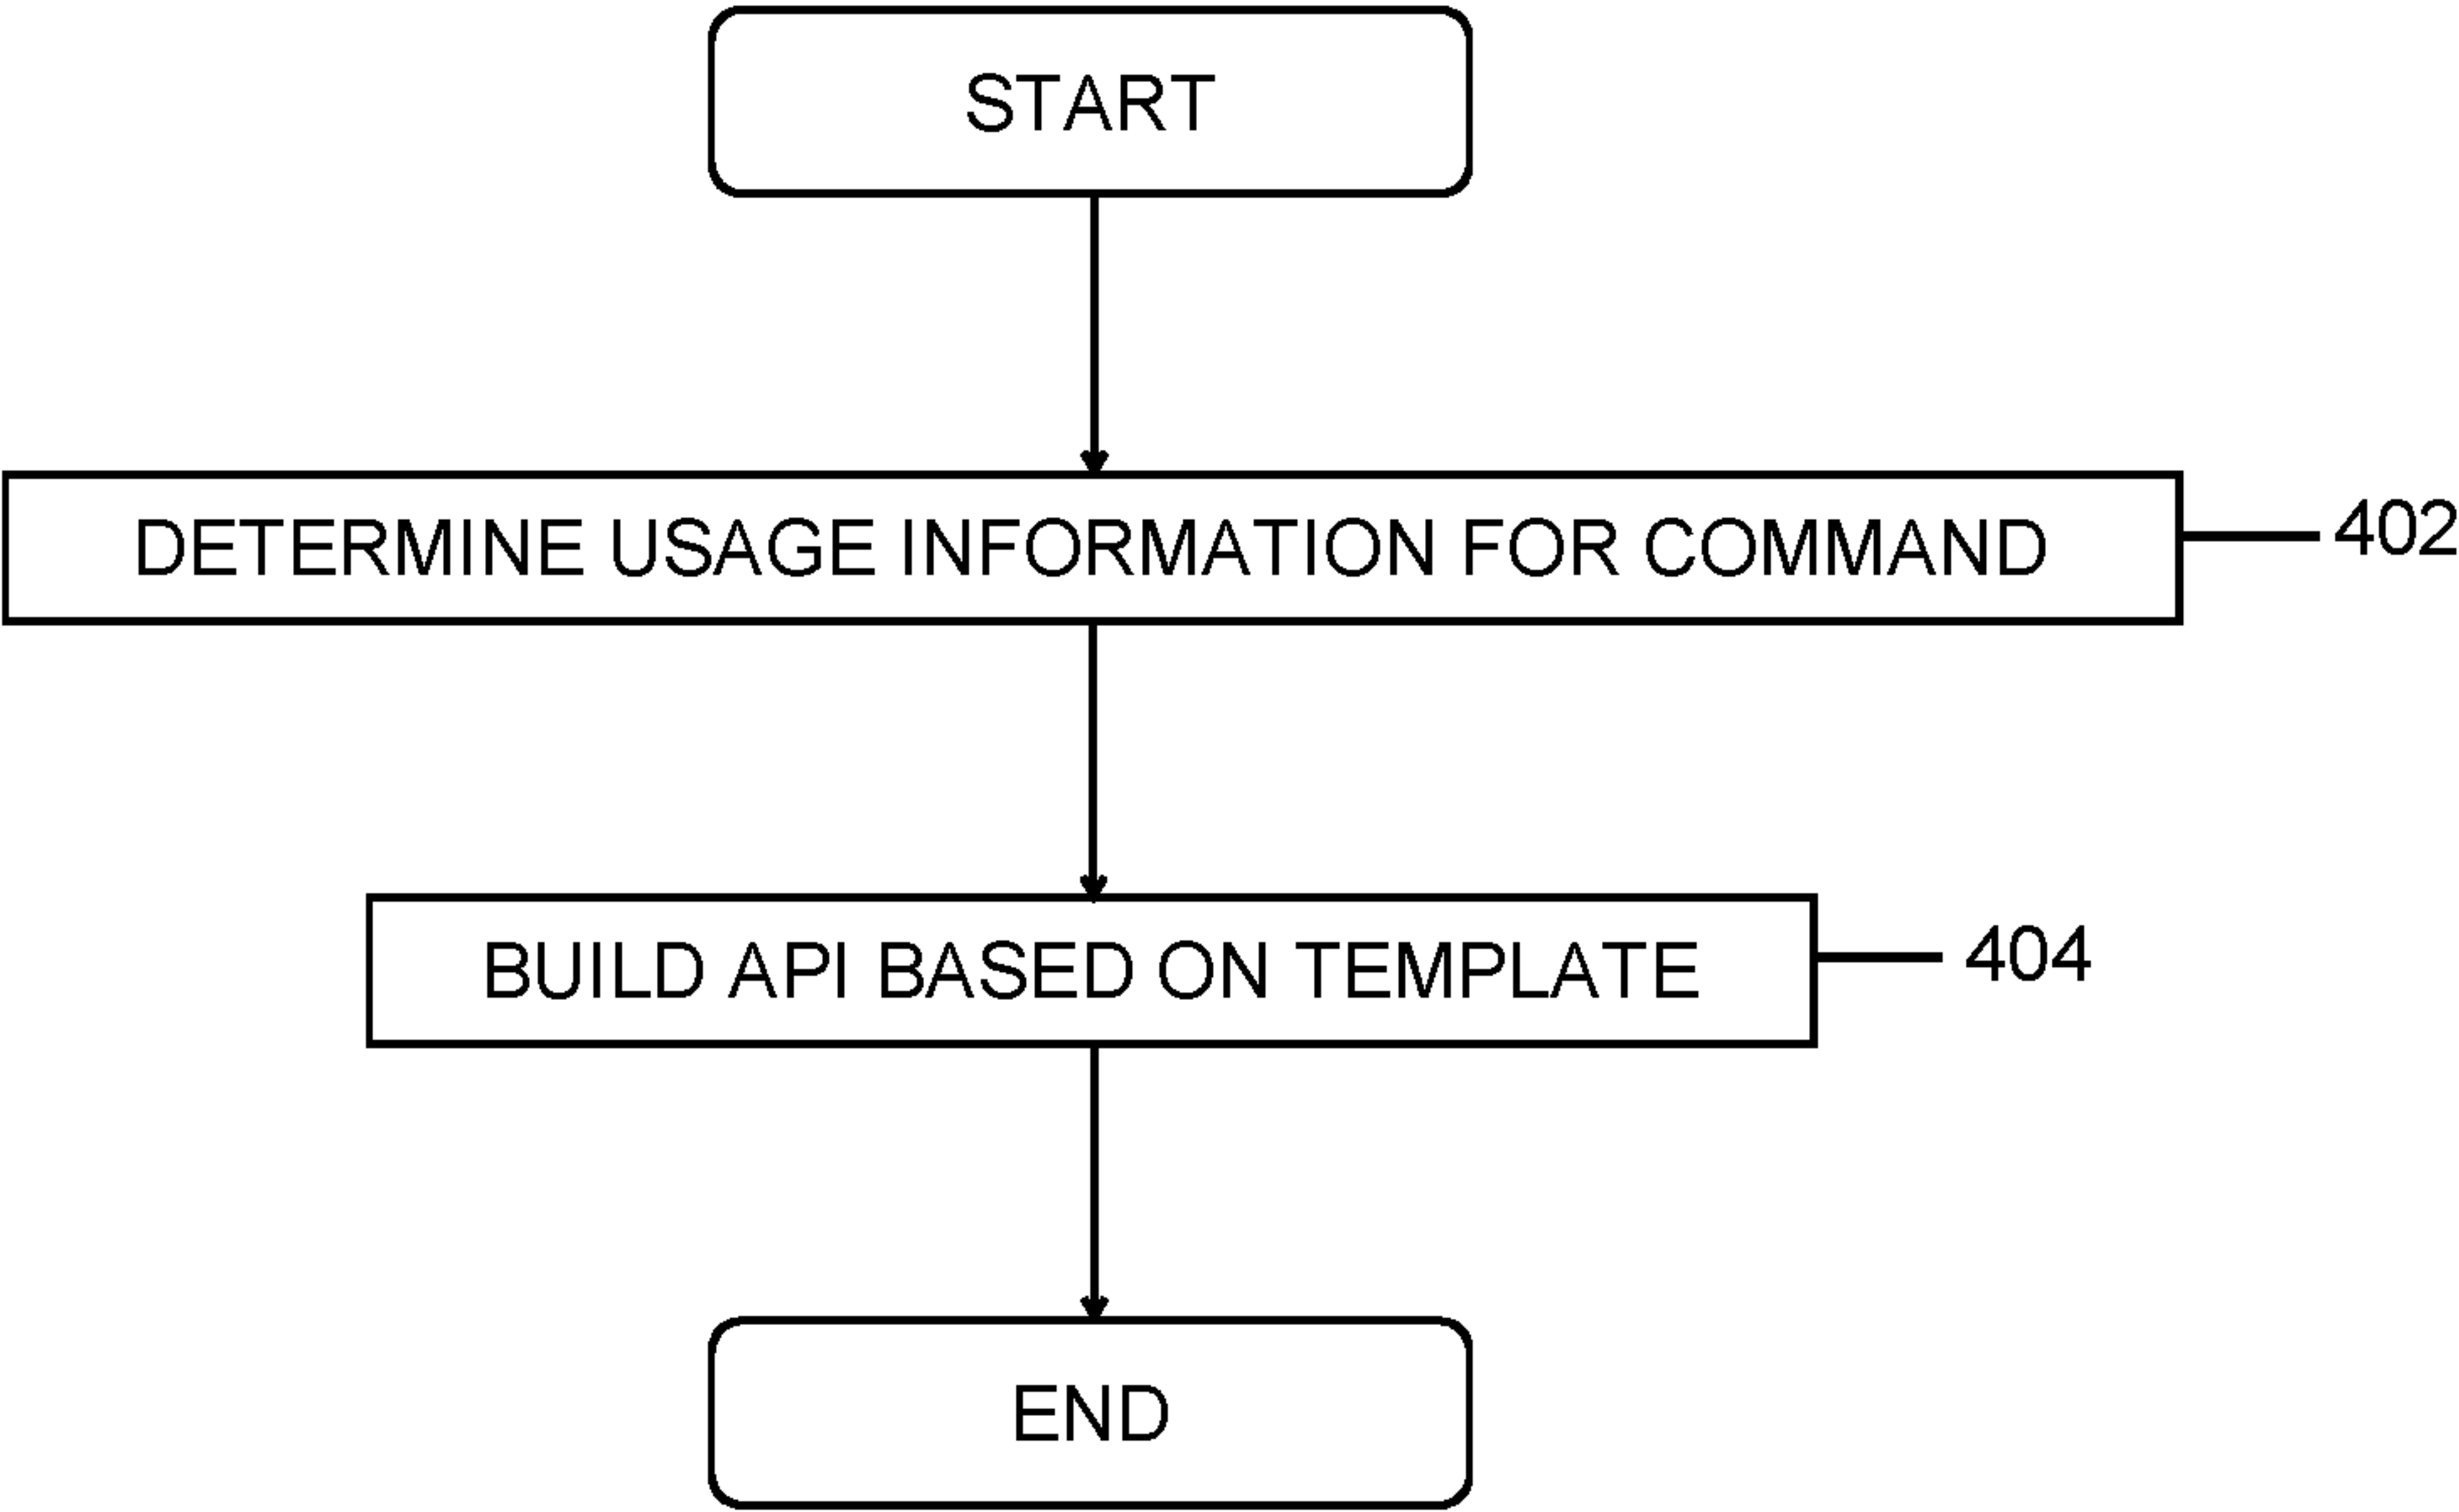 START
DETERMINE USAGE INFORMATION FOR COMMAND
402
BUILD API BASED ON TEMPLATE
404
END